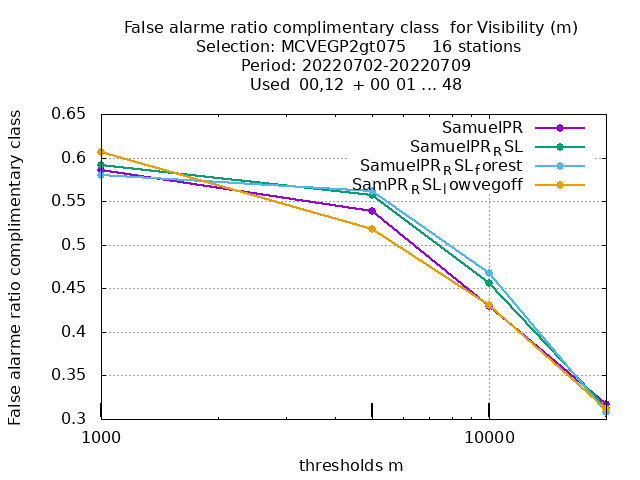 False alarme ratio complimentary class for Visibility (m)
Selection: MCVEGP2gt075 16 stations
Period: 20220702-20220709
Used 00,12 + 00 01 ... 48
False alarme ratio complimentary class
0.65
0.6
0.55
0.5
0.45
0.4
0.35
0.3
SamuelPR
SamuelPR_RSL
SamuelPR_RSL_forest
SamPR_RSL_lowvegoff
1000
10000
thresholds m